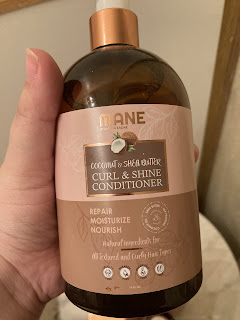 MANE
COCONUT & SHEA BUTTER
CURL & SHINE
CONDITIONER
REPAIR
MOISTURIZE
NOURISH
Natural ingredients for
All Textured and Curly Hair Types